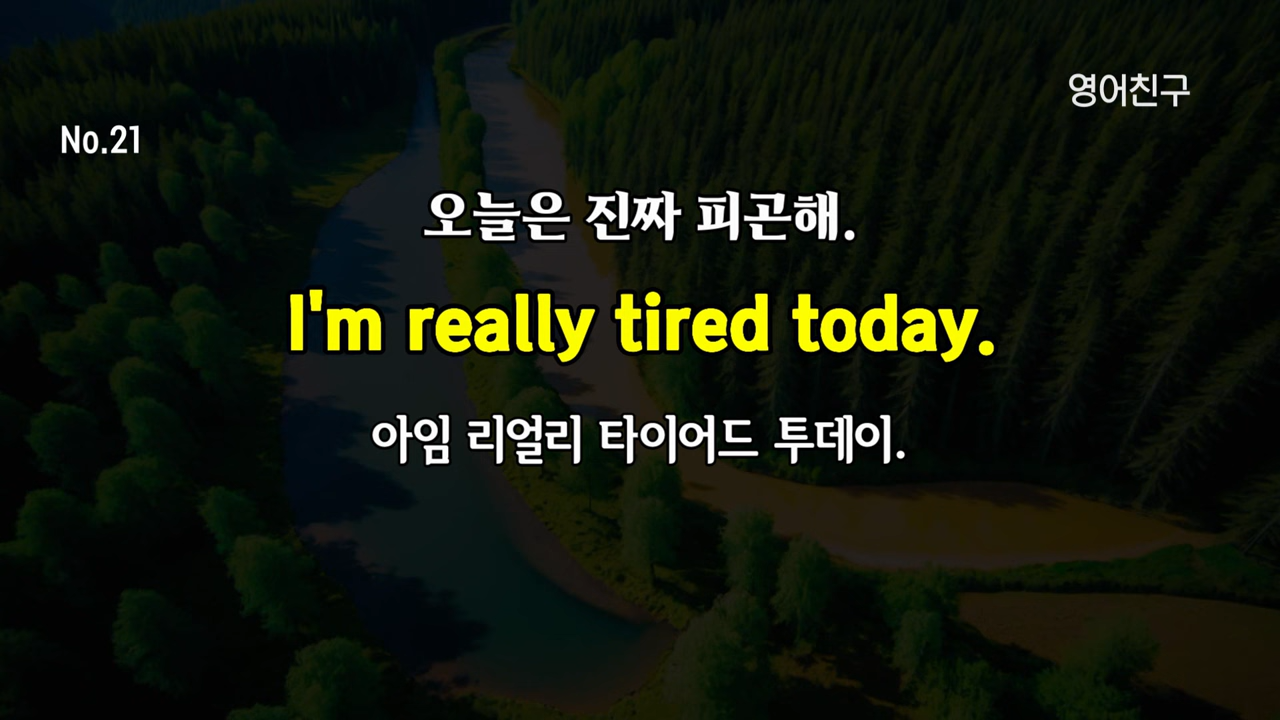 영어친구
No.21
오늘은 진짜 피곤해.
I'm really tired today.
아임 리얼리 타이어드 투데이.